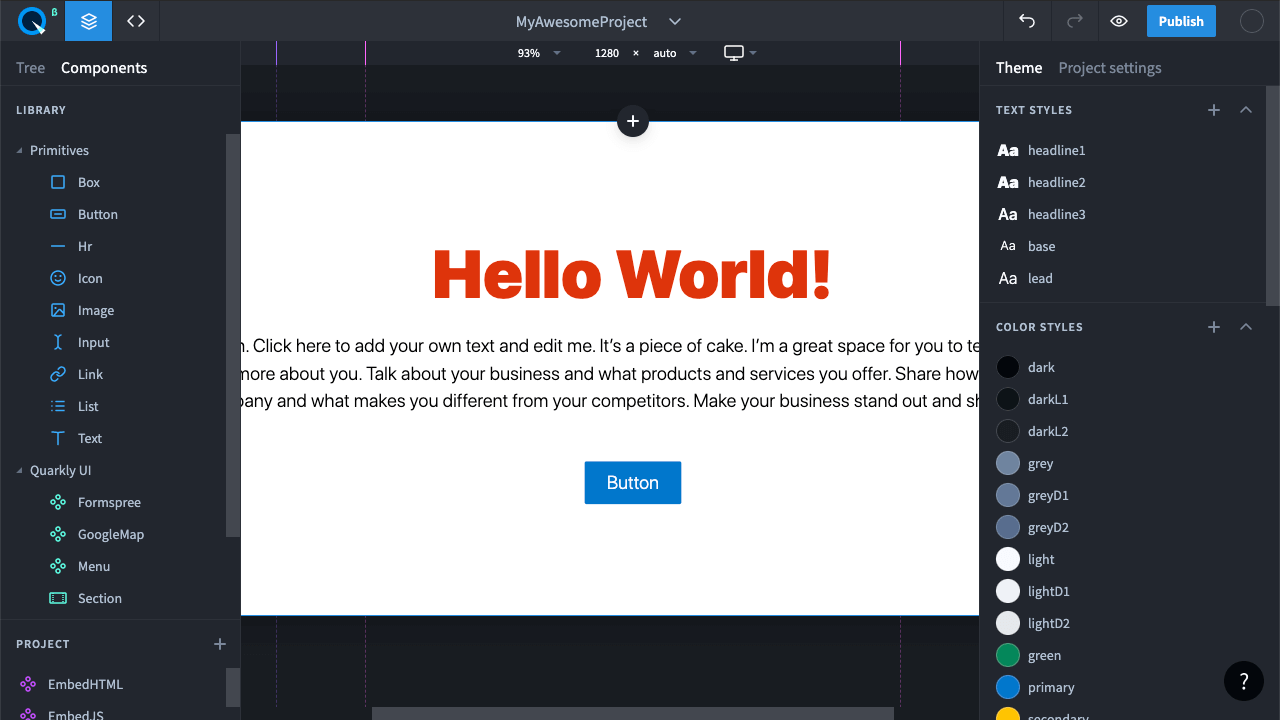 β
MyAwesomeProject
Publish
Tree Components
93% 1280 × auto
Theme Project settings
LIBRARY
Primitives
Box
Button
Hr
Icon
Image
Input
Link
List
Text
Quarkly UI
Formspree
GoogleMap
Menu
Section
PROJECT
EmbedHTML
EmbedJS
Hello World!
Click here to add your own text and edit me. It's a piece of cake. I'm a great space for you to
more about you. Talk about your business and what products and services you offer. Share how
and what makes you different from your competitors. Make your business stand out and
Button
TEXT STYLES
Aa headline1
Aa headline2
Aa headline3
Aa base
Aa lead
COLOR STYLES
dark
darkL1
darkL2
grey
greyD1
greyD2
light
lightD1
lightD2
green
primary
secondary
?